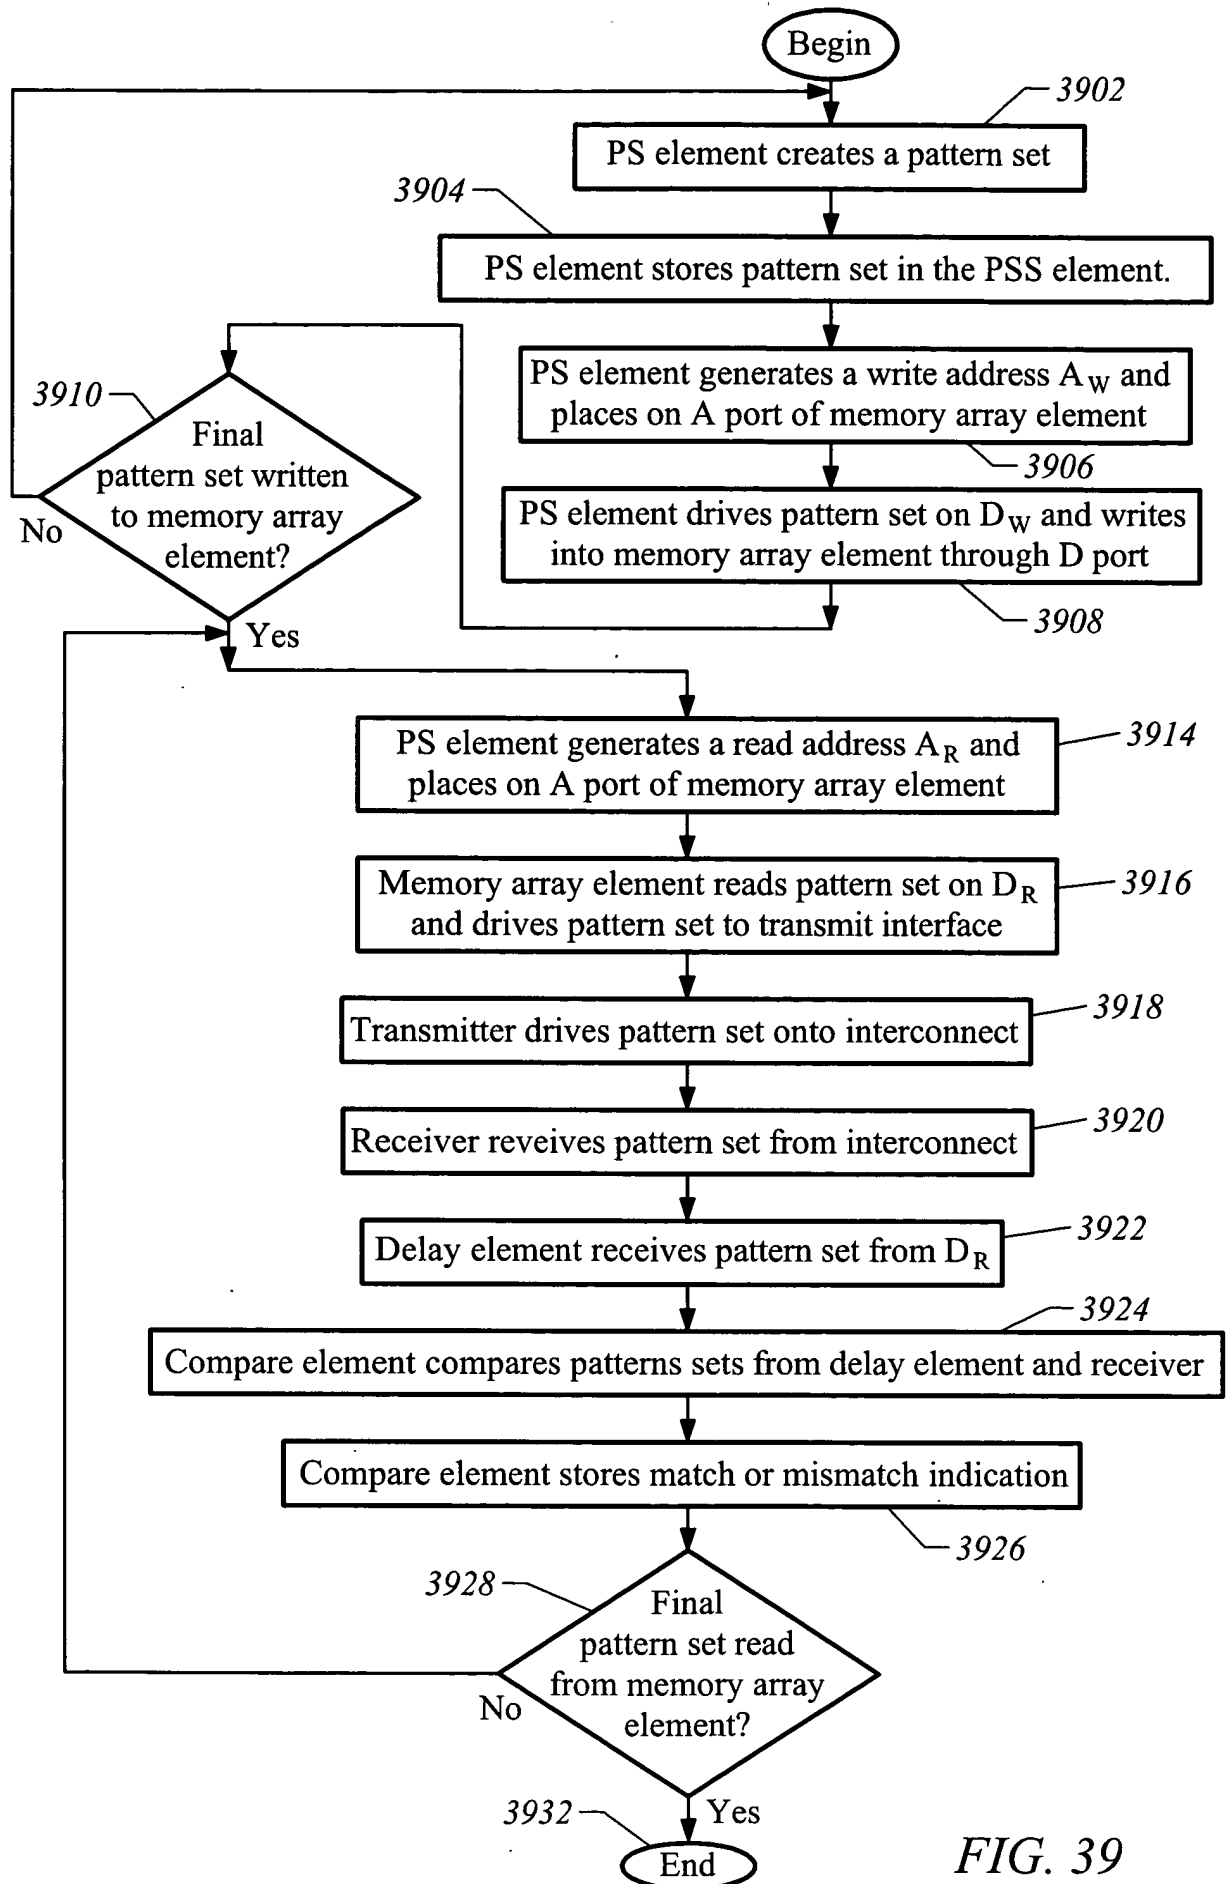 Begin
3902
PS element creates a pattern set
3904
PS element stores pattern set in the PSS element.
PS element generates a write address A_W and
places on A port of memory array element
3906
3910
Final
pattern set written
to memory array
element?
No
PS element drives pattern set on D_W and writes
into memory array element through D port
3908
Yes
PS element generates a read address A_R and
places on A port of memory array element
3914
Memory array element reads pattern set on D_R
and drives pattern set to transmit interface
3916
Transmitter drives pattern set onto interconnect
3918
Receiver reveives pattern set from interconnect
3920
Delay element receives pattern set from D_R
3922
3924
Compare element compares patterns sets from delay element and receiver
Compare element stores match or mismatch indication
3926
3928
Final
pattern set read
from memory array
element?
No
Yes
3932
End
FIG. 39